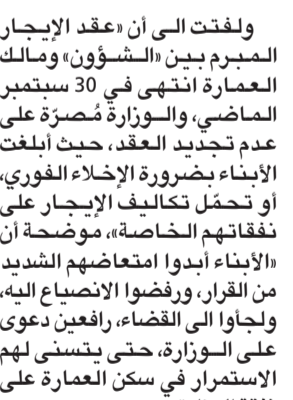 ولفتت الى أن «عقد الإيجار
المبرم بين «الشؤون» ومالك
العمارة انتهى في 30 سبتمبر
الماضي، والوزارة مُصرّة على
عدم تجديد العقد، حيث أبلغت
الأبناء بضرورة الإخلاء الفوري،
أو تحمّل تكاليف الإيجار على
نفقاتهم الخاصة»، موضحة أن
«الأبناء أبدوا امتعاضهم الشديد
من القرار، ورفضوا الانصياع اليه،
ولجأوا الى القضاء، رافعين دعوى
على الوزارة، حتى يتسنى لهم
الاستمرار في سكن العمارة على